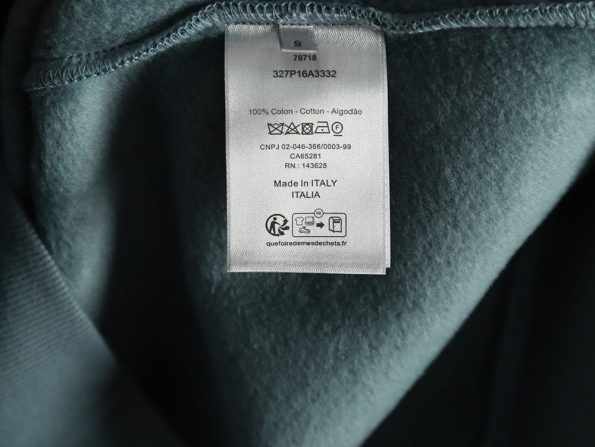 S
78718
327P16A3332
100% Coton - Cotton - Algodão
CNPJ 02-046-366/0003-99
CA65281
RN : 143628
Made In ITALY
ITALIA
quefairedemesdechets.fr